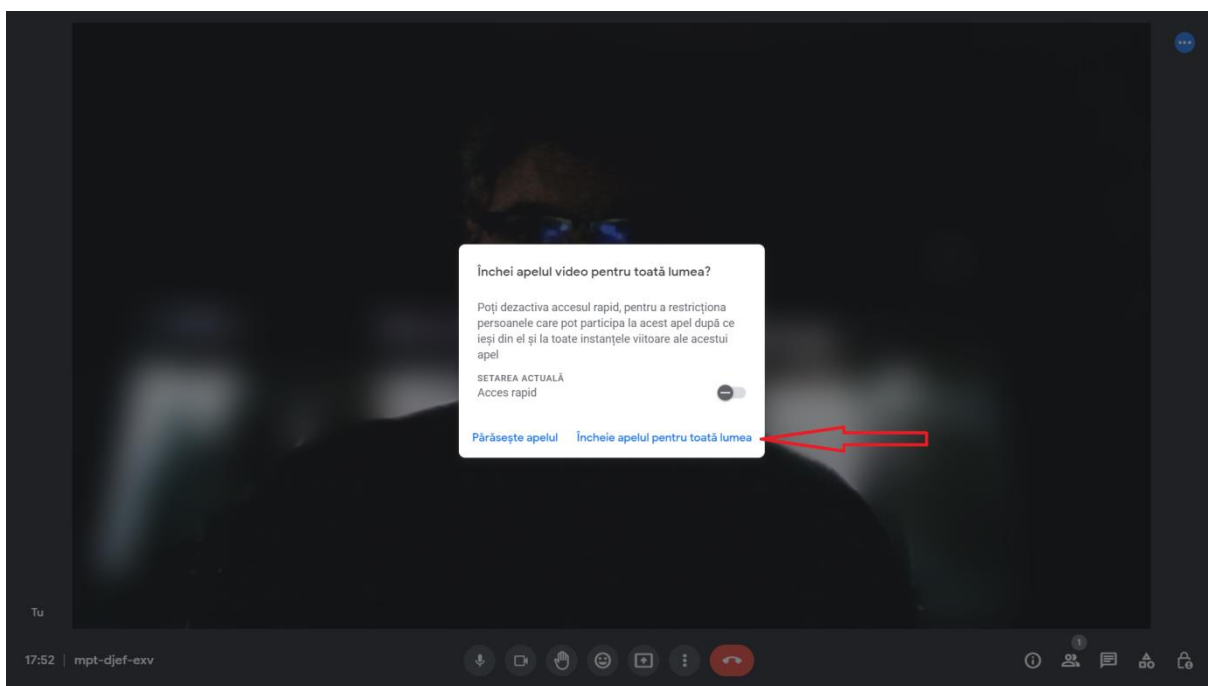 Închei apelul video pentru toată lumea?
Poți dezactiva accesul rapid, pentru a restricționa
persoanele care pot participa la acest apel după ce
ieși din el și la toate instanțele viitoare ale acestui
apel
SETAREA ACTUALĂ
Acces rapid
Părăsește apelul Încheie apelul pentru toată lumea
Tu
17:52 | mpt-djef-exv
1